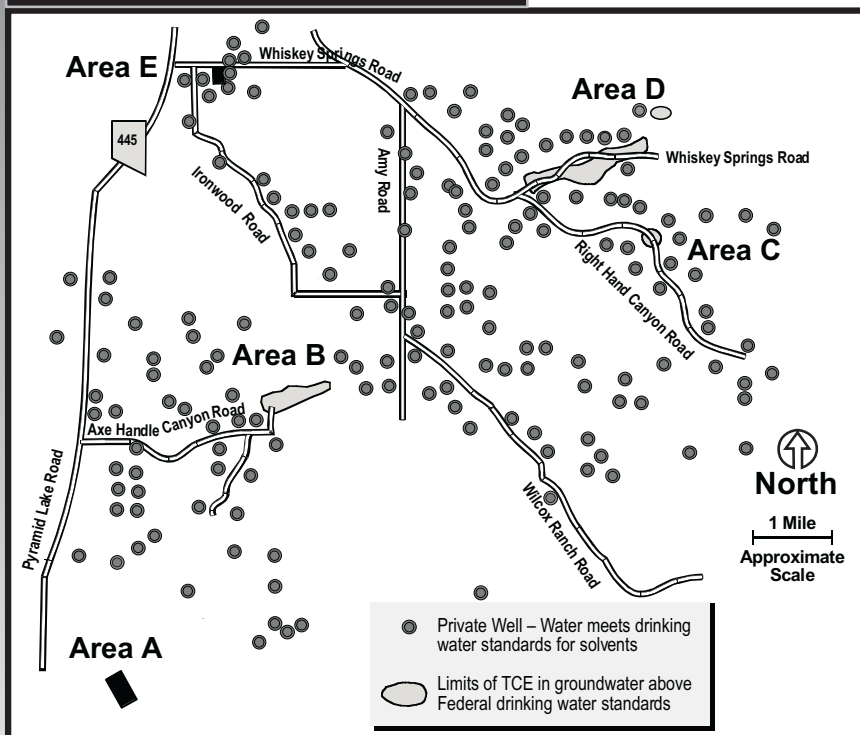 Whiskey Springs Road
Area E
Area D
445
Whiskey Springs Road
Amy Road
Ironwood Road
Area C
Right Hand Canyon Road
Area B
Axe Handle Canyon Road
Pyramid Lake Road
North
Wilcox Ranch Road
1 Mile
Approximate
Scale
Private Well – Water meets drinking
water standards for solvents
Area A
Limits of TCE in groundwater above
Federal drinking water standards